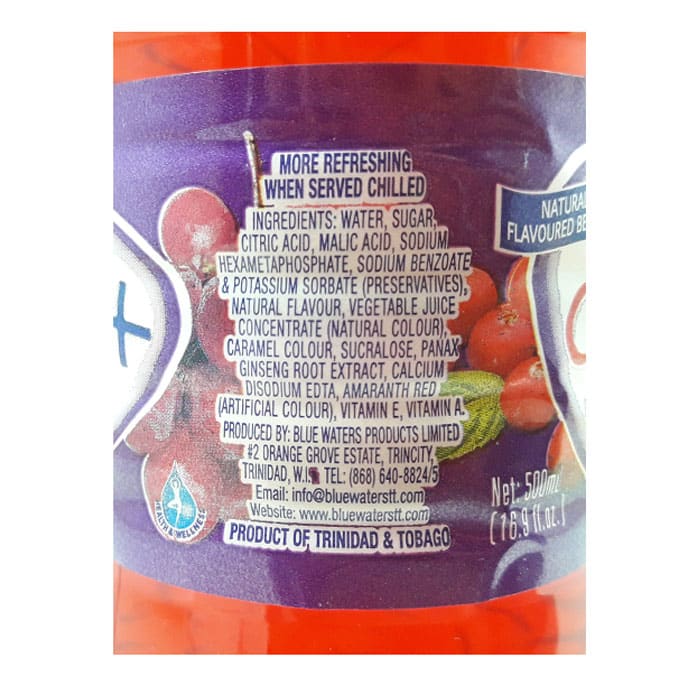 MORE REFRESHING
WHEN SERVED CHILLED
INGREDIENTS: WATER, SUGAR,
CITRIC ACID, MALIC ACID, SODIUM
HEXAMETAPHOSPHATE, SODIUM BENZOATE
& POTASSIUM SORBATE (PRESERVATIVES),
NATURAL FLAVOUR, VEGETABLE JUICE
CONCENTRATE (NATURAL COLOUR),
CARAMEL COLOUR, SUCRALOSE, PANAX
GINSENG ROOT EXTRACT, CALCIUM
DISODIUM EDTA, AMARANTH RED
(ARTIFICIAL COLOUR), VITAMIN E, VITAMIN A.
PRODUCED BY: BLUE WATERS PRODUCTS LIMITED
#2 ORANGE GROVE ESTATE, TRINCITY,
TRINIDAD, W.I. TEL: (868) 640-8824/5
Email: info@bluewaterstt.com
Website: www.bluewaterstt.com
PRODUCT OF TRINIDAD & TOBAGO
HEALTH & WELLNESS
NATURAL
FLAVOURED BE
Net: 500mL
(16.9 fl.oz.)